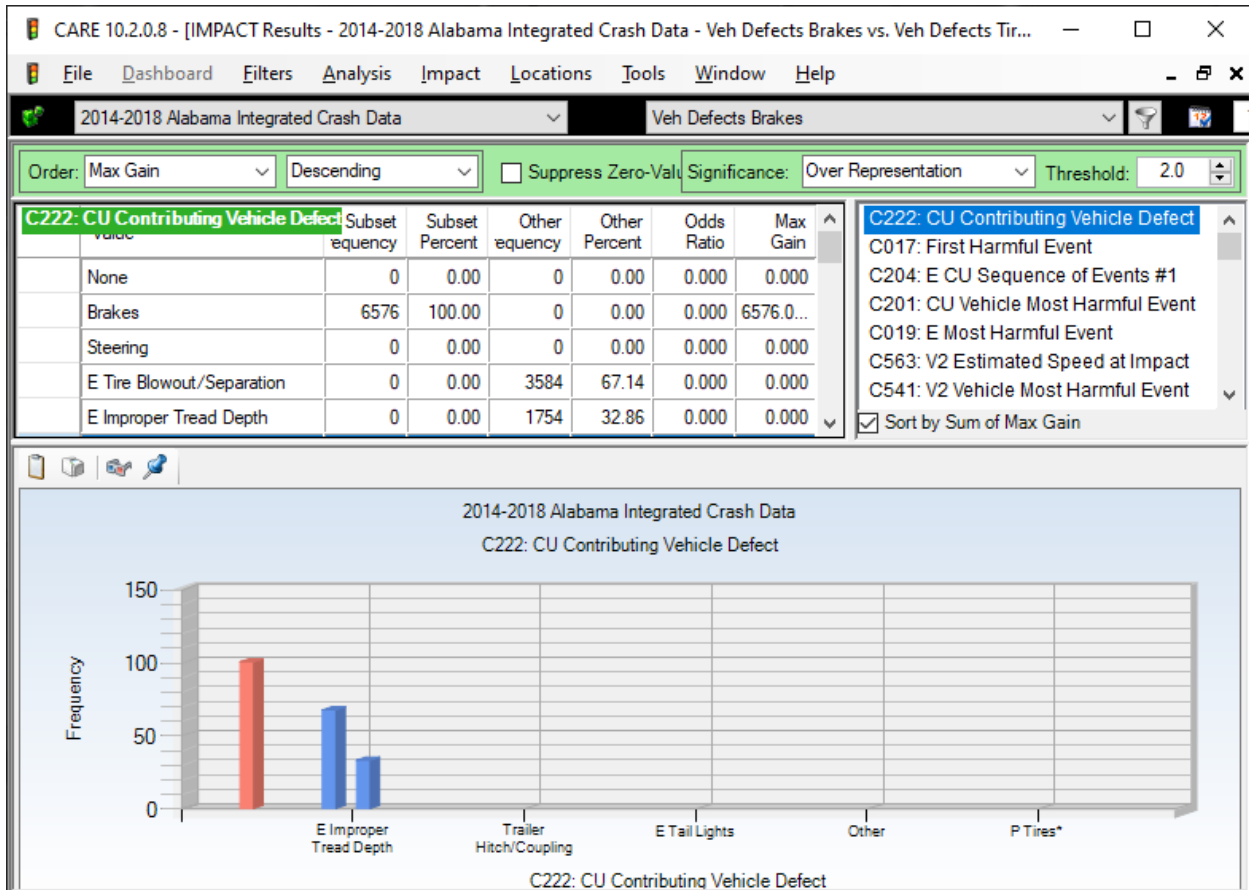 CARE 10.2.0.8 - [IMPACT Results - 2014-2018 Alabama Integrated Crash Data - Veh Defects Brakes vs. Veh Defects Tir...
File Dashboard Filters Analysis Impact Locations Tools Window Help
2014-2018 Alabama Integrated Crash Data Veh Defects Brakes
Order: Max Gain Descending Suppress Zero-Valu Significance: Over Representation Threshold: 2.0
C222: CU Contributing Vehicle Defect Subset Subset Other Other Odds Max
equency Percent equency Percent Ratio Gain
None 0 0.00 0 0.00 0.000 0.000
Brakes 6576 100.00 0 0.00 0.000 6576.0...
Steering 0 0.00 0 0.00 0.000 0.000
E Tire Blowout/Separation 0 0.00 3584 67.14 0.000 0.000
E Improper Tread Depth 0 0.00 1754 32.86 0.000 0.000
C222: CU Contributing Vehicle Defect
C017: First Harmful Event
C204: E CU Sequence of Events #1
C201: CU Vehicle Most Harmful Event
C019: E Most Harmful Event
C563: V2 Estimated Speed at Impact
C541: V2 Vehicle Most Harmful Event
Sort by Sum of Max Gain
2014-2018 Alabama Integrated Crash Data
C222: CU Contributing Vehicle Defect
Frequency
150
100
50
0
E Improper Trailer E Tail Lights Other P Tires*
Tread Depth Hitch/Coupling
C222: CU Contributing Vehicle Defect